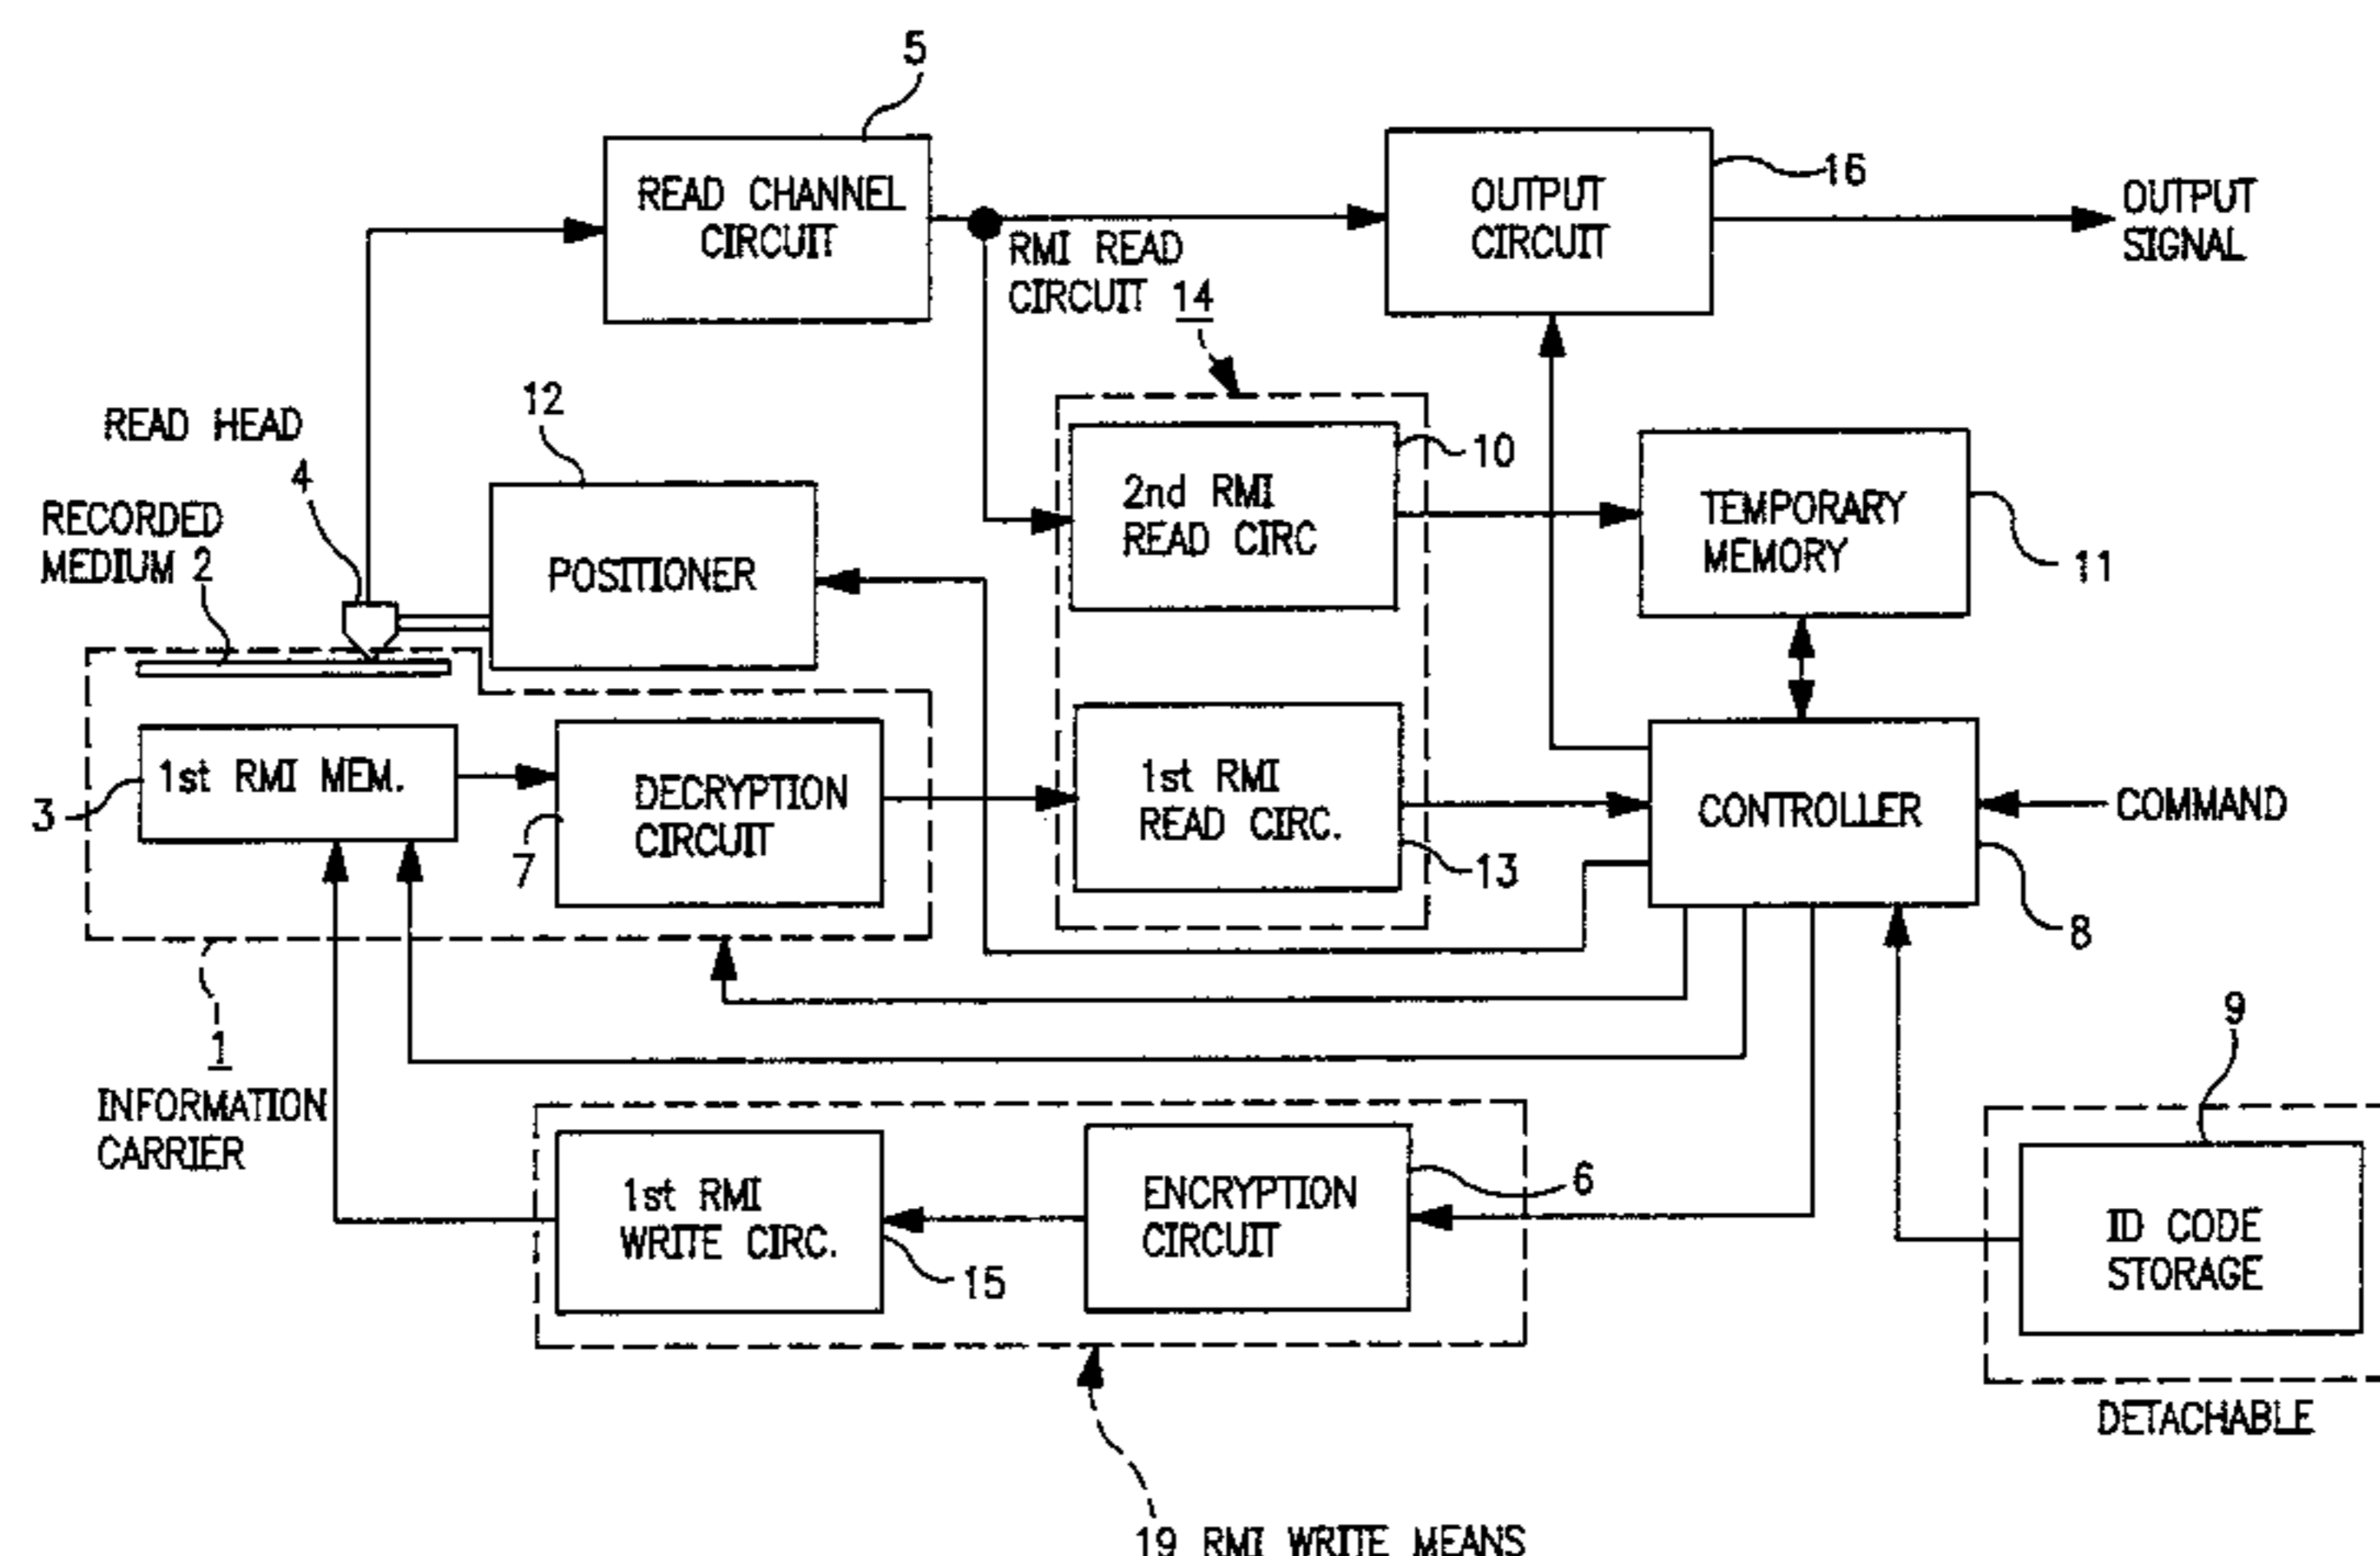 5
READ CHANNEL
CIRCUIT
OUTPUT
CIRCUIT
16
OUTPUT
SIGNAL
RMI READ
CIRCUIT 14
READ HEAD
4
12
RECORDED
MEDIUM 2
POSITIONER
2nd RMI
READ CIRC
10
TEMPORARY
MEMORY
11
3
1st RMI MEM.
7
DECRYPTION
CIRCUIT
1st RMI
READ CIRC.
13
CONTROLLER
COMMAND
8
1
INFORMATION
CARRIER
9
1st RMI
WRITE CIRC.
15
ENCRYPTION
CIRCUIT
6
ID CODE
STORAGE
DETACHABLE
19 RMI WRITE MEANS